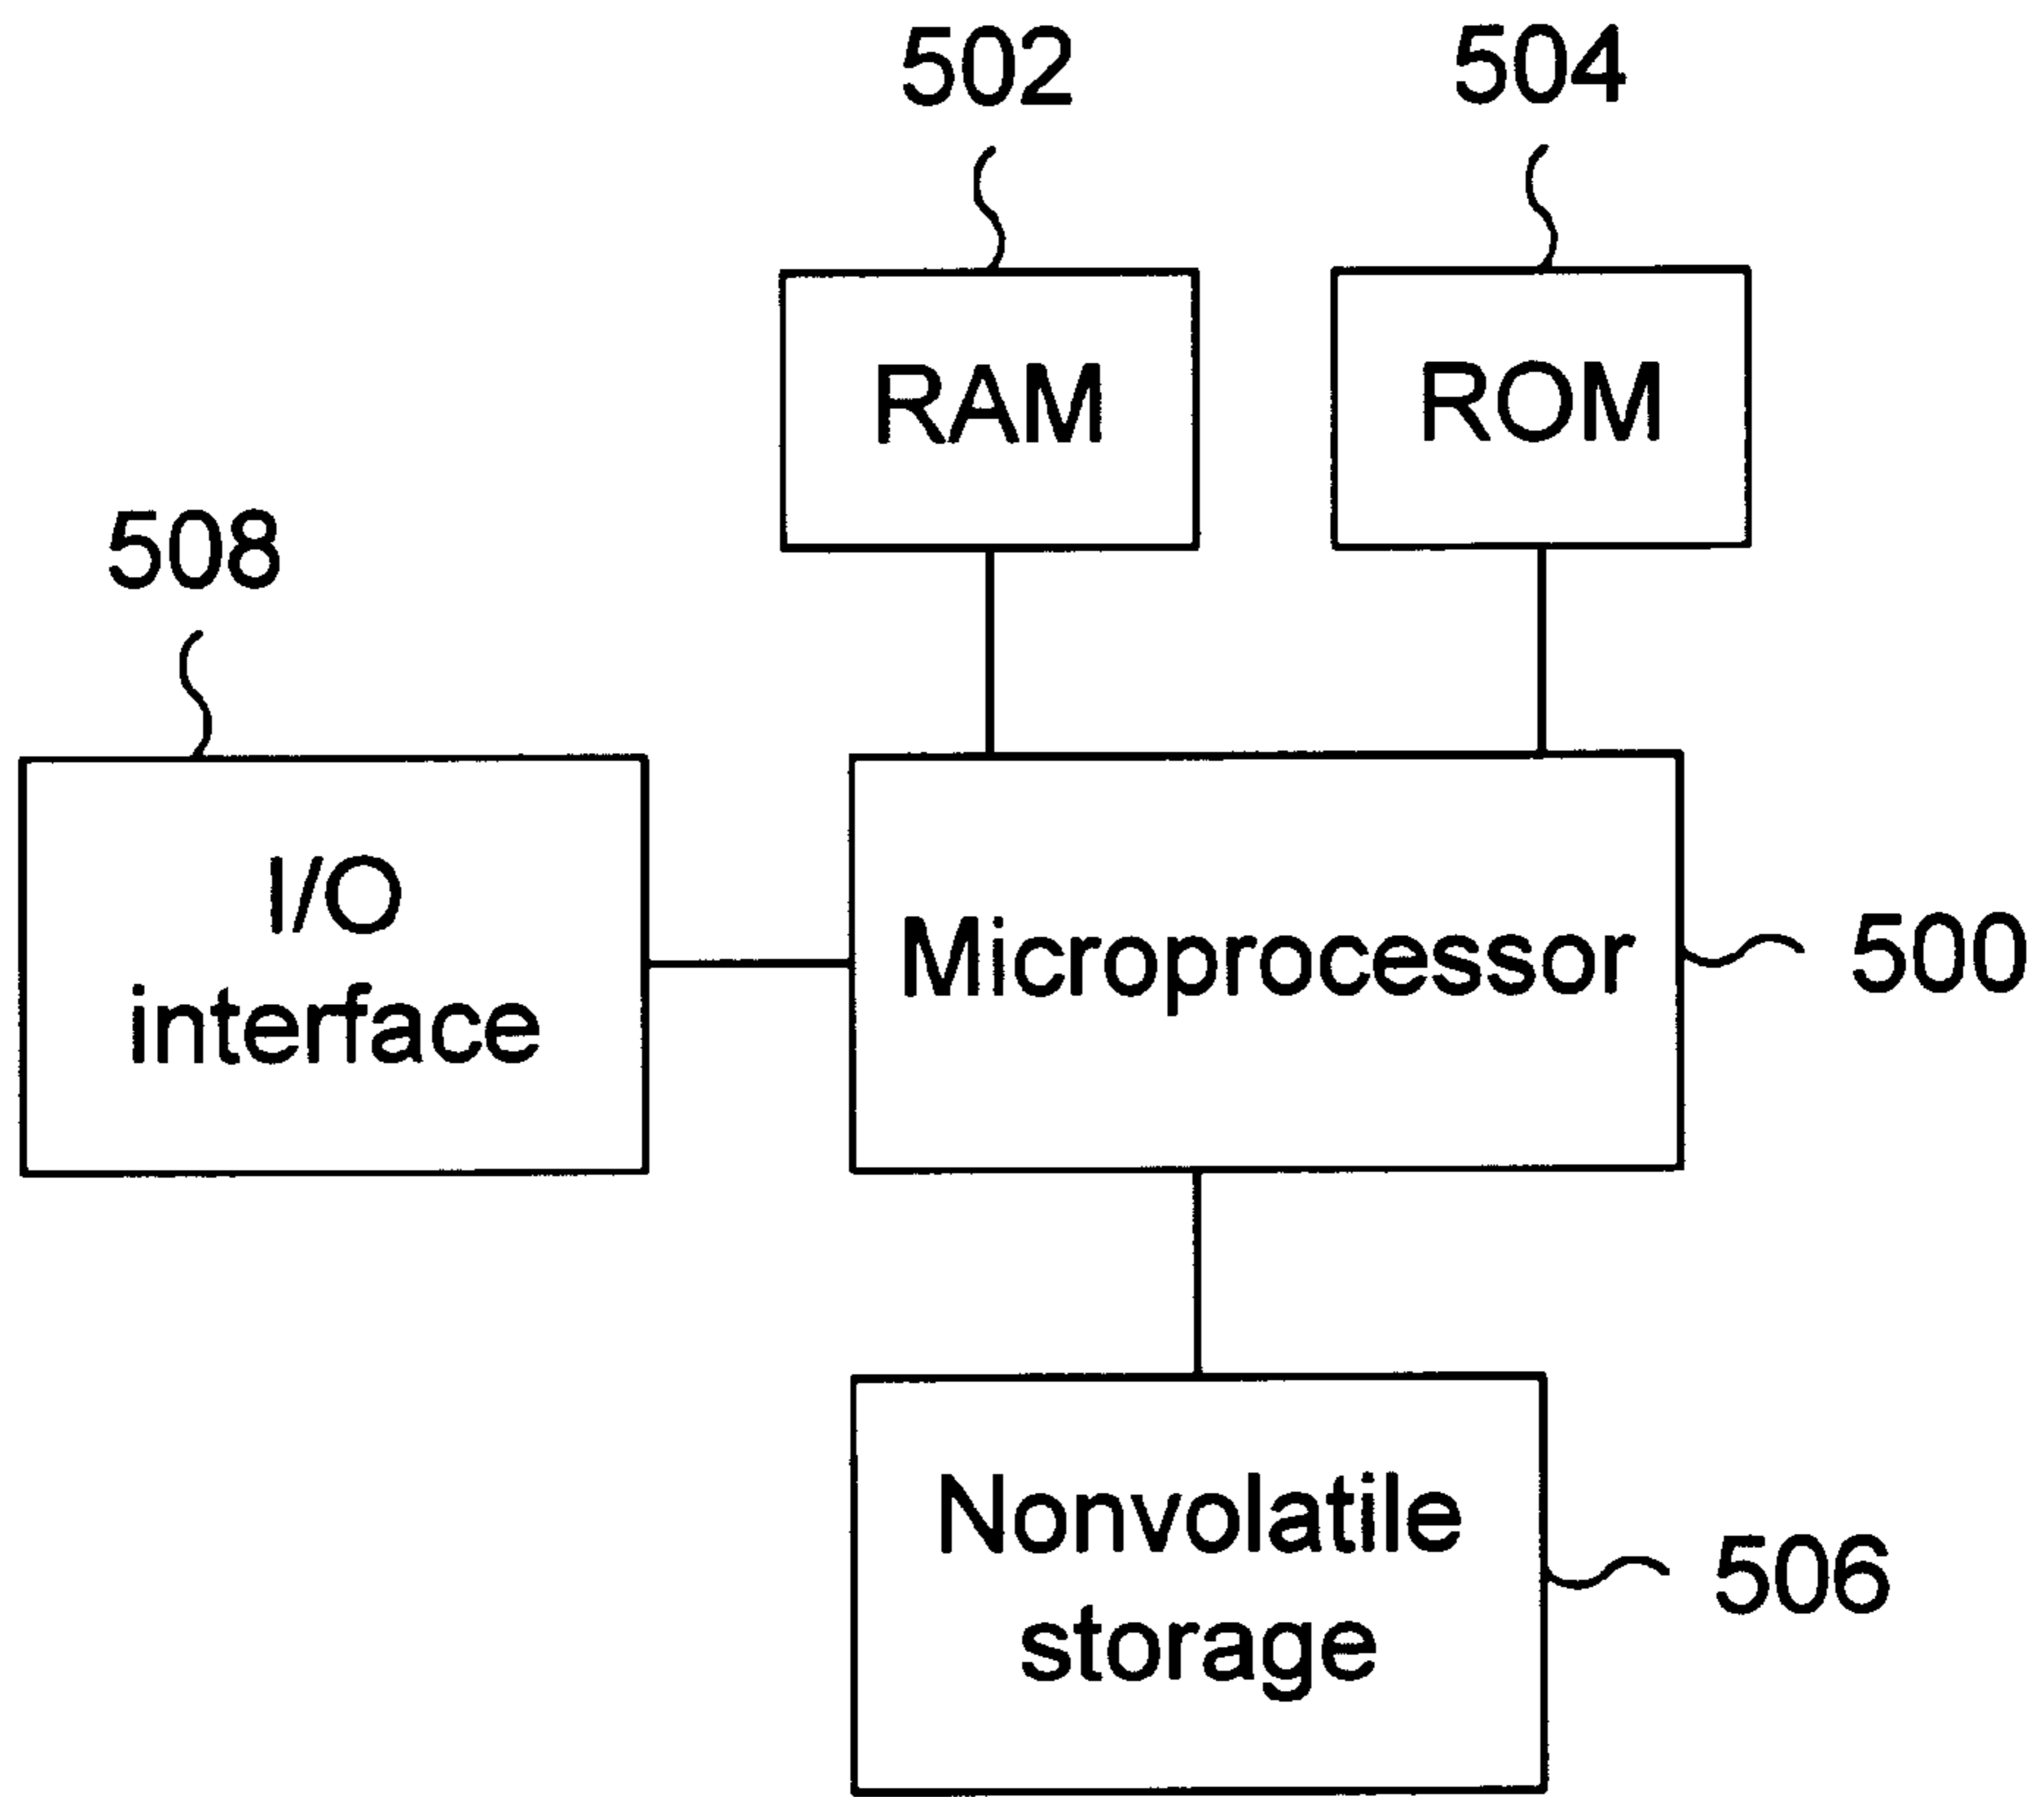 502
504
RAM
ROM
508
I/O
interface
Microprocessor
500
Nonvolatile
storage
506